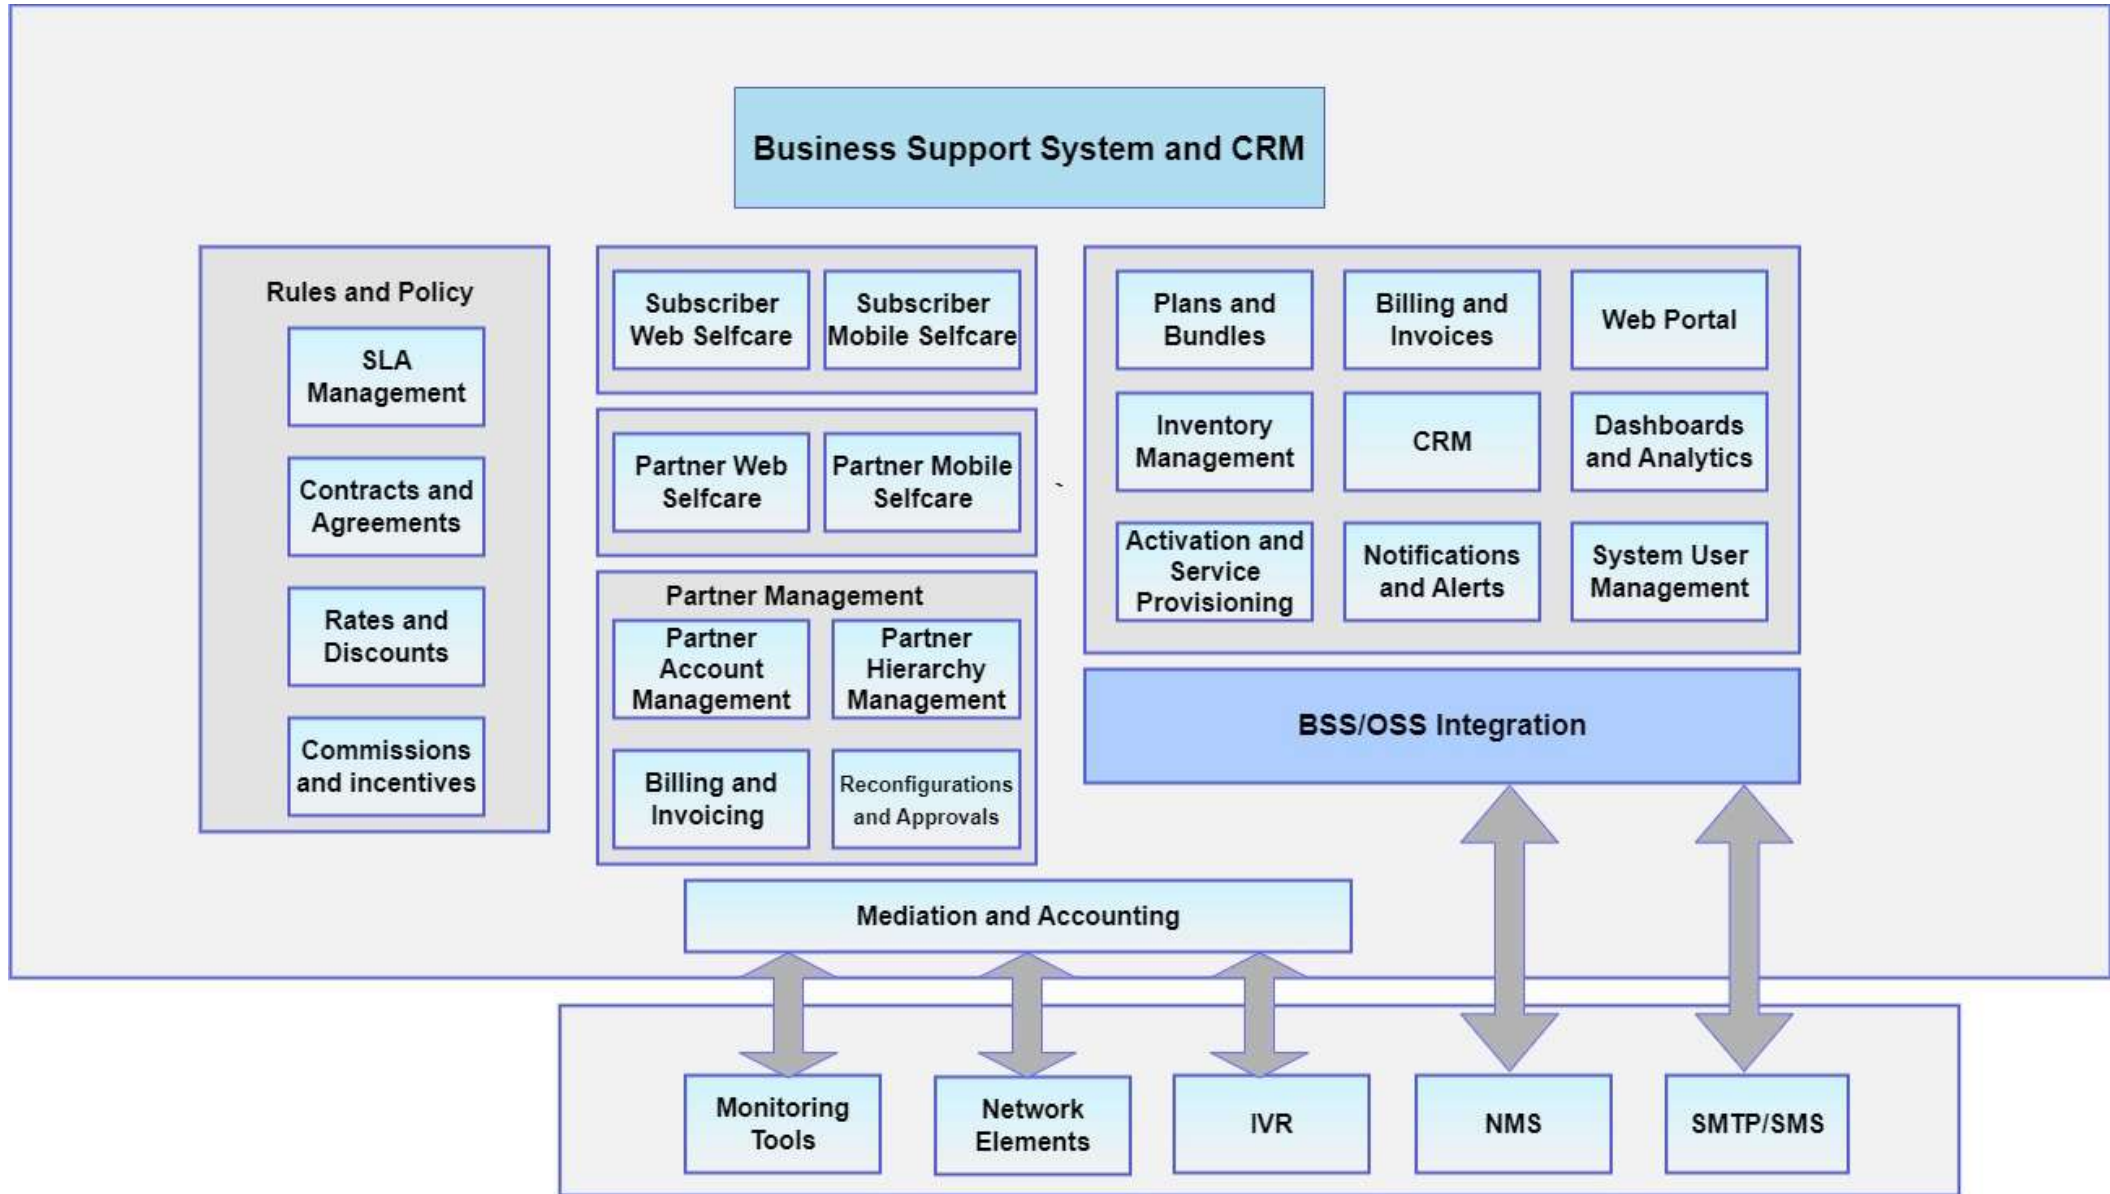 Business Support System and CRM
Rules and Policy
SLA
Management
Contracts and
Agreements
Rates and
Discounts
Commissions
and incentives
Subscriber
Web Selfcare
Subscriber
Mobile Selfcare
Partner Web
Selfcare
Partner Mobile
Selfcare
Partner Management
Partner
Account
Management
Partner
Hierarchy
Management
Billing and
Invoicing
Reconfigurations
and Approvals
`
Plans and
Bundles
Billing and
Invoices
Web Portal
Inventory
Management
CRM
Dashboards
and Analytics
Activation and
Service
Provisioning
Notifications
and Alerts
System User
Management
BSS/OSS Integration
Mediation and Accounting
Monitoring
Tools
Network
Elements
IVR
NMS
SMTP/SMS